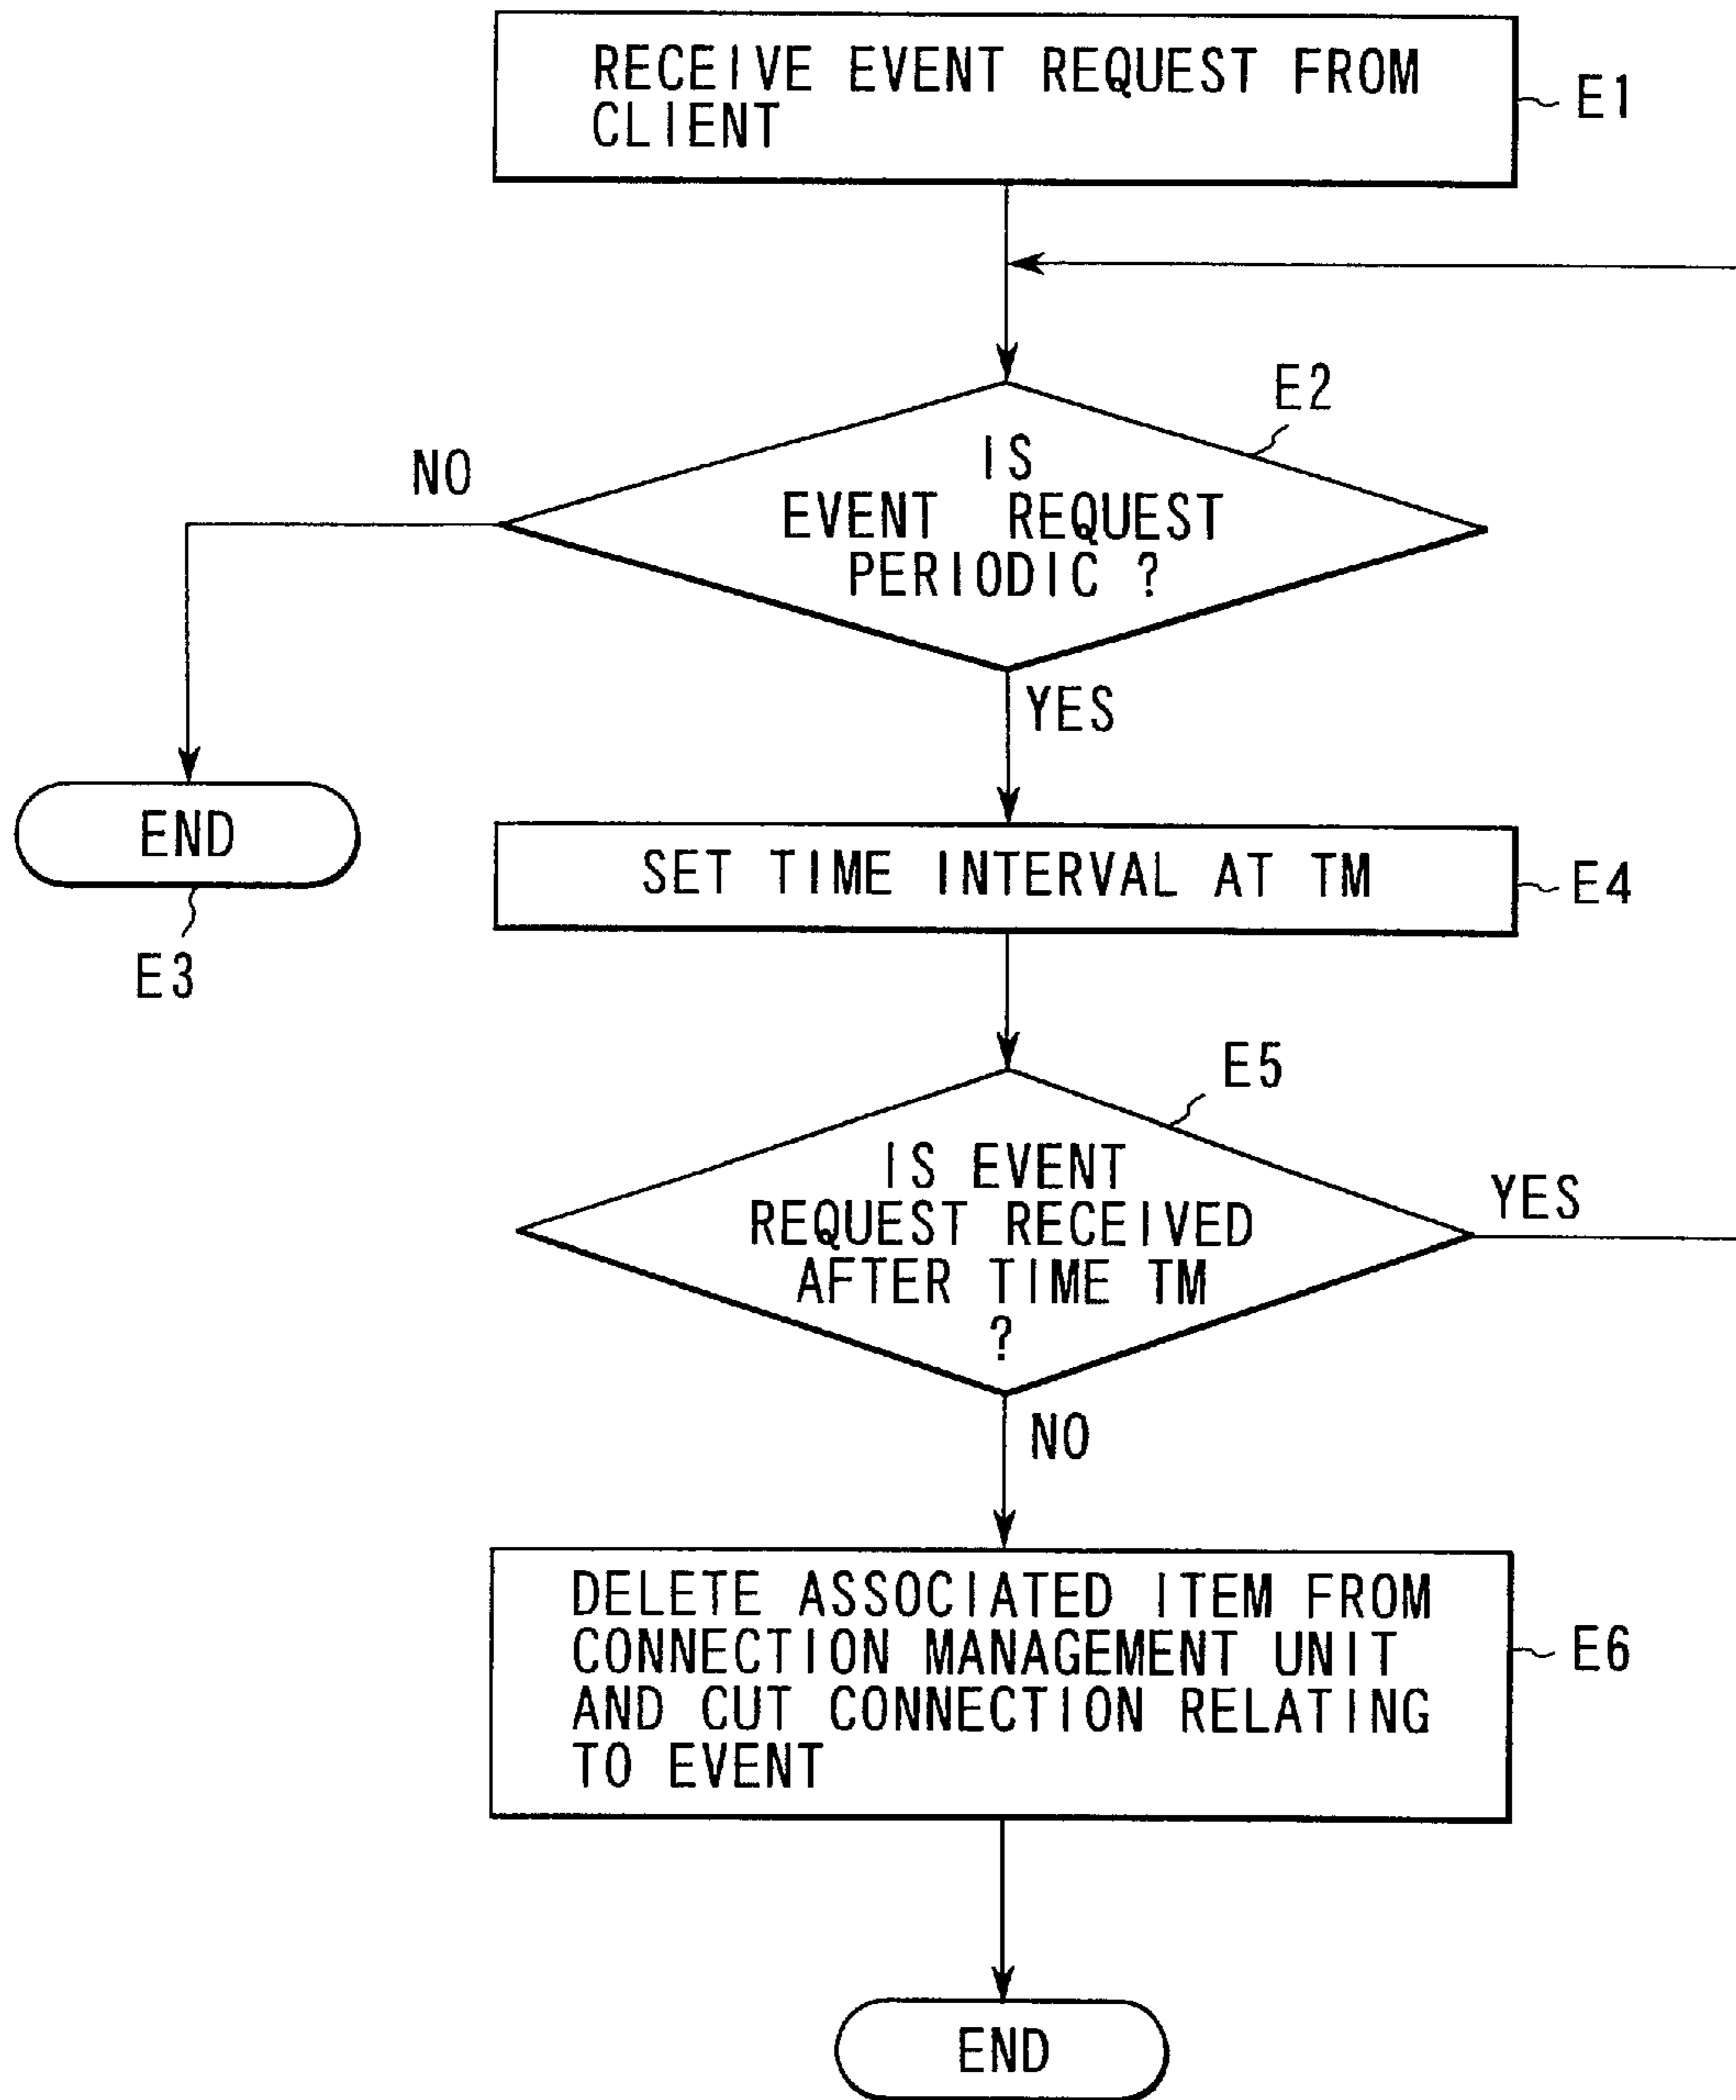 RECEIVE EVENT REQUEST FROM
CLIENT
E1
E2
NO
IS
EVENT REQUEST
PERIODIC ?
YES
END
E3
SET TIME INTERVAL AT TM
E4
E5
IS EVENT
REQUEST RECEIVED
AFTER TIME TM
?
YES
NO
DELETE ASSOCIATED ITEM FROM
CONNECTION MANAGEMENT UNIT
AND CUT CONNECTION RELATING
TO EVENT
E6
END